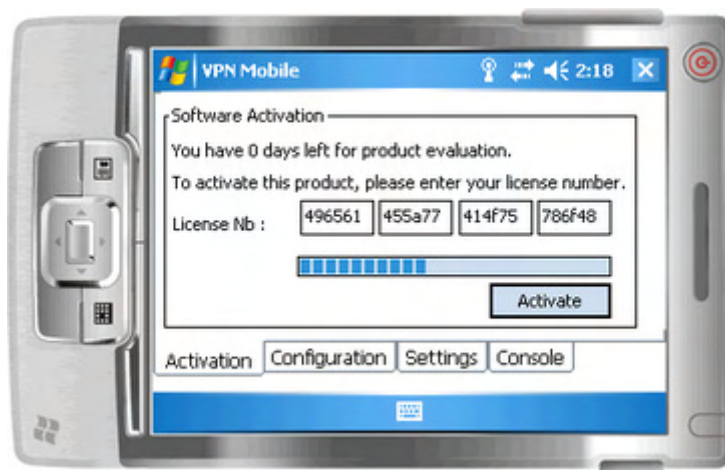 VPN Mobile 2:18
Software Activation
You have 0 days left for product evaluation.
To activate this product, please enter your license number.
License Nb : 496561 455a77 414f75 786f48
Activate
Activation Configuration Settings Console